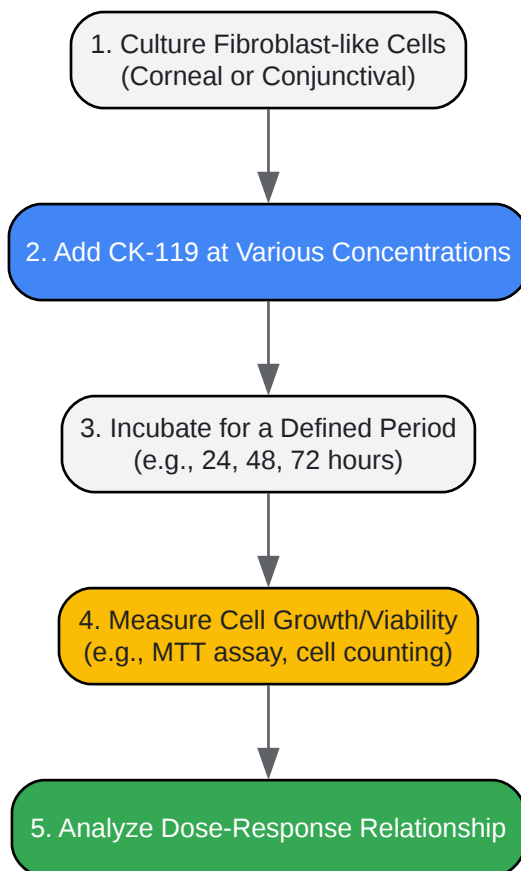 1. Culture Fibroblast-like Cells
(Corneal or Conjunctival)
2. Add CK-119 at Various Concentrations
3. Incubate for a Defined Period
(e.g., 24, 48, 72 hours)
4. Measure Cell Growth/Viability
(e.g., MTT assay, cell counting)
5. Analyze Dose-Response Relationship